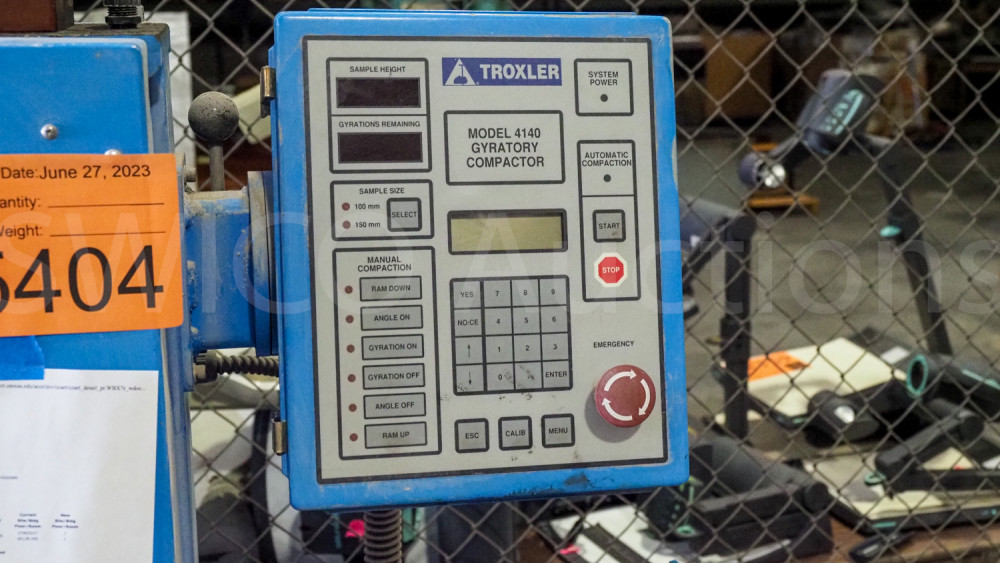 Date: June 27, 2023
antity:
Weight:
5404
TROXLER
SAMPLE HEIGHT
GYRATIONS REMAINING
SYSTEM
POWER
MODEL 4140
GYRATORY
COMPACTOR
AUTOMATIC
COMPACTION
SAMPLE SIZE
100 mm
150 mm
SELECT
START
STOP
MANUAL
COMPACTION
RAM DOWN
ANGLE ON
GYRATION ON
GYRATION OFF
ANGLE OFF
RAM UP
YES 7 8 9
NO/CE 4 5 6
↑ 1 2 3
↓ 0 . ENTER
ESC CALIB MENU
EMERGENCY
SWICO Auctions